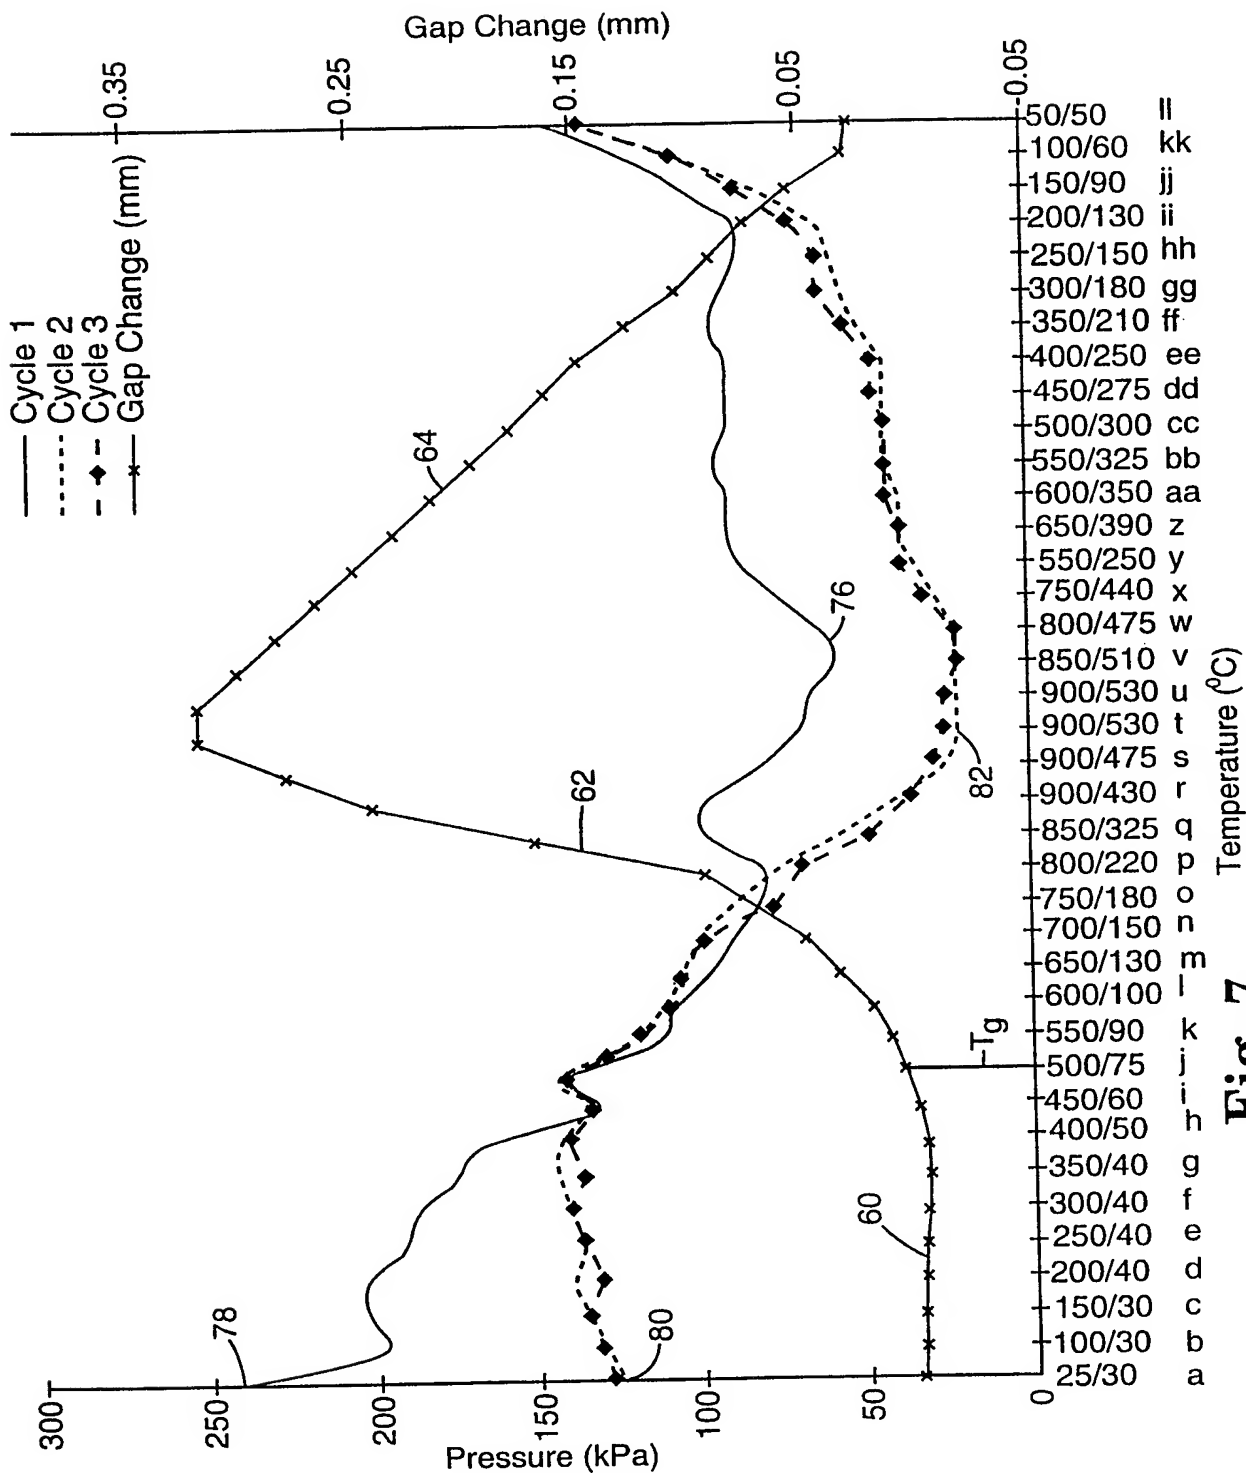 Cycle 1
Cycle 2
Cycle 3
Gap Change (mm)
Pressure (kPa)
300
250
200
150
100
50
0
Gap Change (mm)
0.35
0.25
0.15
0.05
0.05
78
80
60
62
64
76
82
Tg
25/30 a
100/30 b
150/30 c
200/40 d
250/40 e
300/40 f
350/40 g
400/50 h
450/60 i
500/75 j
550/90 k
600/100 l
650/130 m
700/150 n
750/180 o
800/220 p
850/325 q
900/430 r
900/475 s
900/530 t
900/530 u
850/510 v
800/475 w
750/440 x
550/250 y
650/390 z
600/350 aa
550/325 bb
500/300 cc
450/275 dd
400/250 ee
350/210 ff
300/180 gg
250/150 hh
200/130 ii
150/90 jj
100/60 kk
50/50 ll
Temperature (⁰C)
Fig. 7